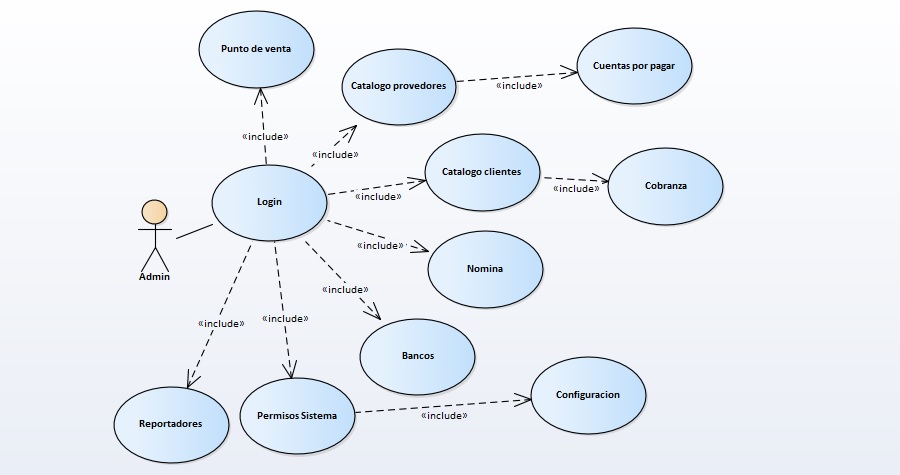 Punto de venta
Cuentas por pagar
Catalogo provedores
«include»
«include»
«include»
Catalogo clientes
Cobranza
«include»
«include»
Login
«include»
Nomina
Admin
«include»
«include»
«include»
Bancos
Configuracion
Permisos Sistema
«include»
Reportadores